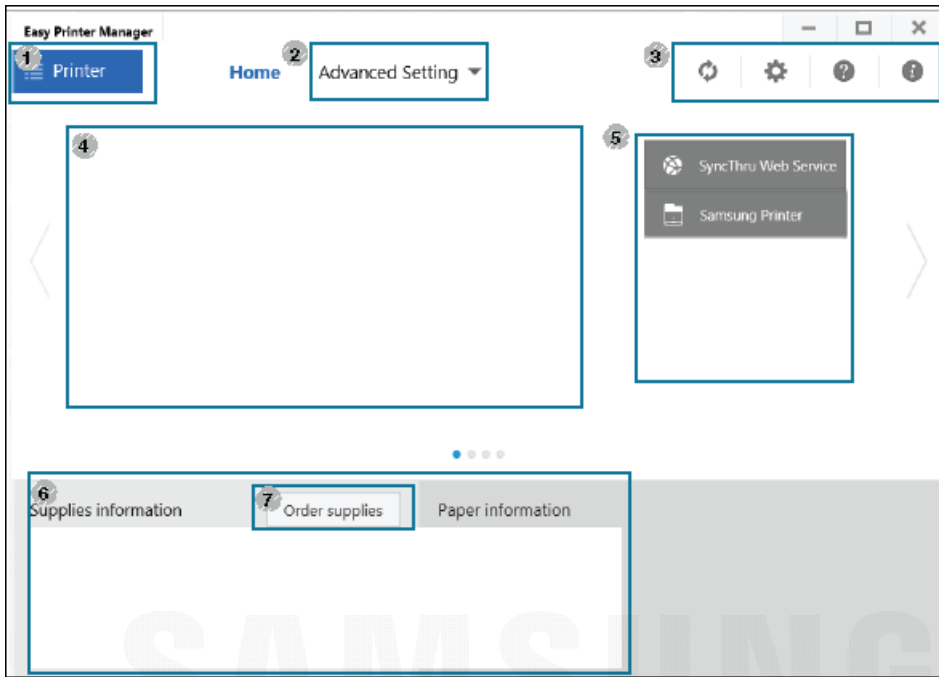 Easy Printer Manager
1
Printer
Home
2
Advanced Setting
3
4
5
SyncThru Web Service
Samsung Printer
6
Supplies information
7
Order supplies
Paper information
SAMSUNG